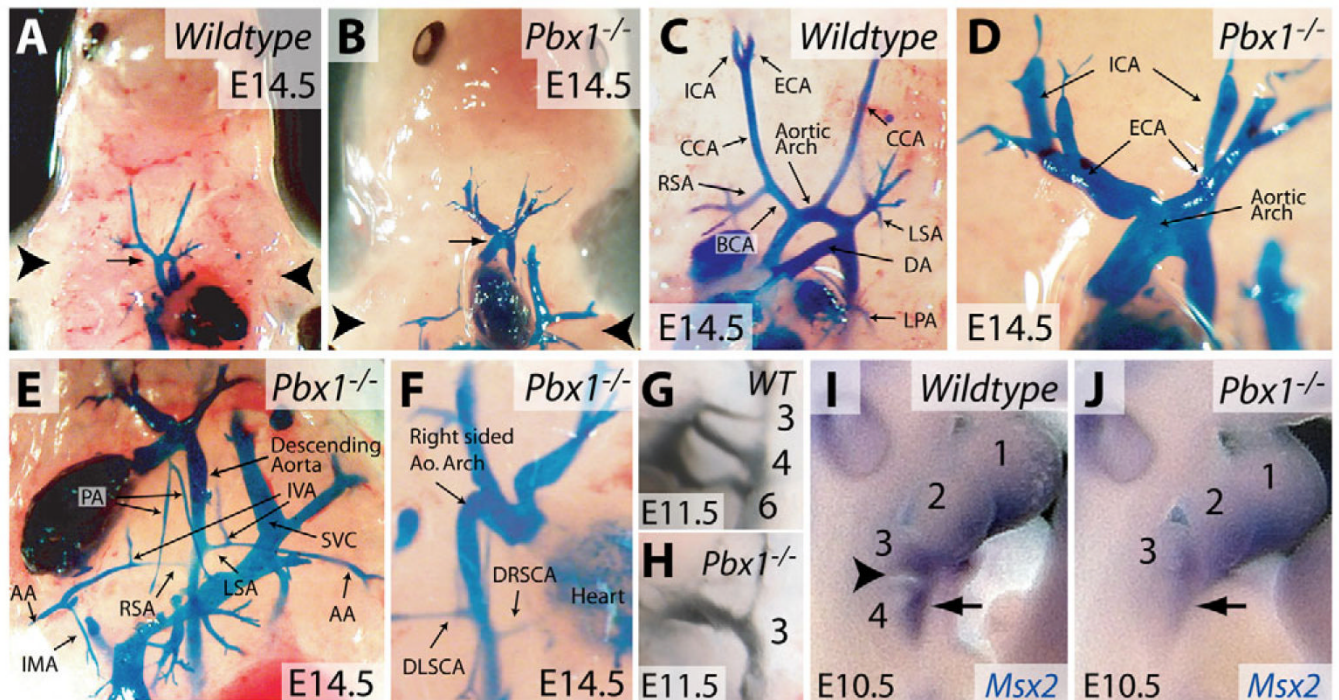 A Wildtype
E14.5
B Pbx1-/-
E14.5
C Wildtype
ICA
ECA
CCA
Aortic
Arch
CCA
RSA
BCA
LSA
DA
LPA
E14.5
D Pbx1-/-
ICA
ECA
Aortic
Arch
E14.5
E Pbx1-/-
Descending
Aorta
PA
IVA
SVC
AA
RSA
LSA
AA
IMA
E14.5
F Pbx1-/-
Right sided
Ao. Arch
DRSCA
Heart
DLSCA
E14.5
G WT
3
4
E11.5 6
H Pbx1-/-
3
E11.5
I Wildtype
1
2
3
4
E10.5 Msx2
J Pbx1-/-
1
2
3
E10.5 Msx2